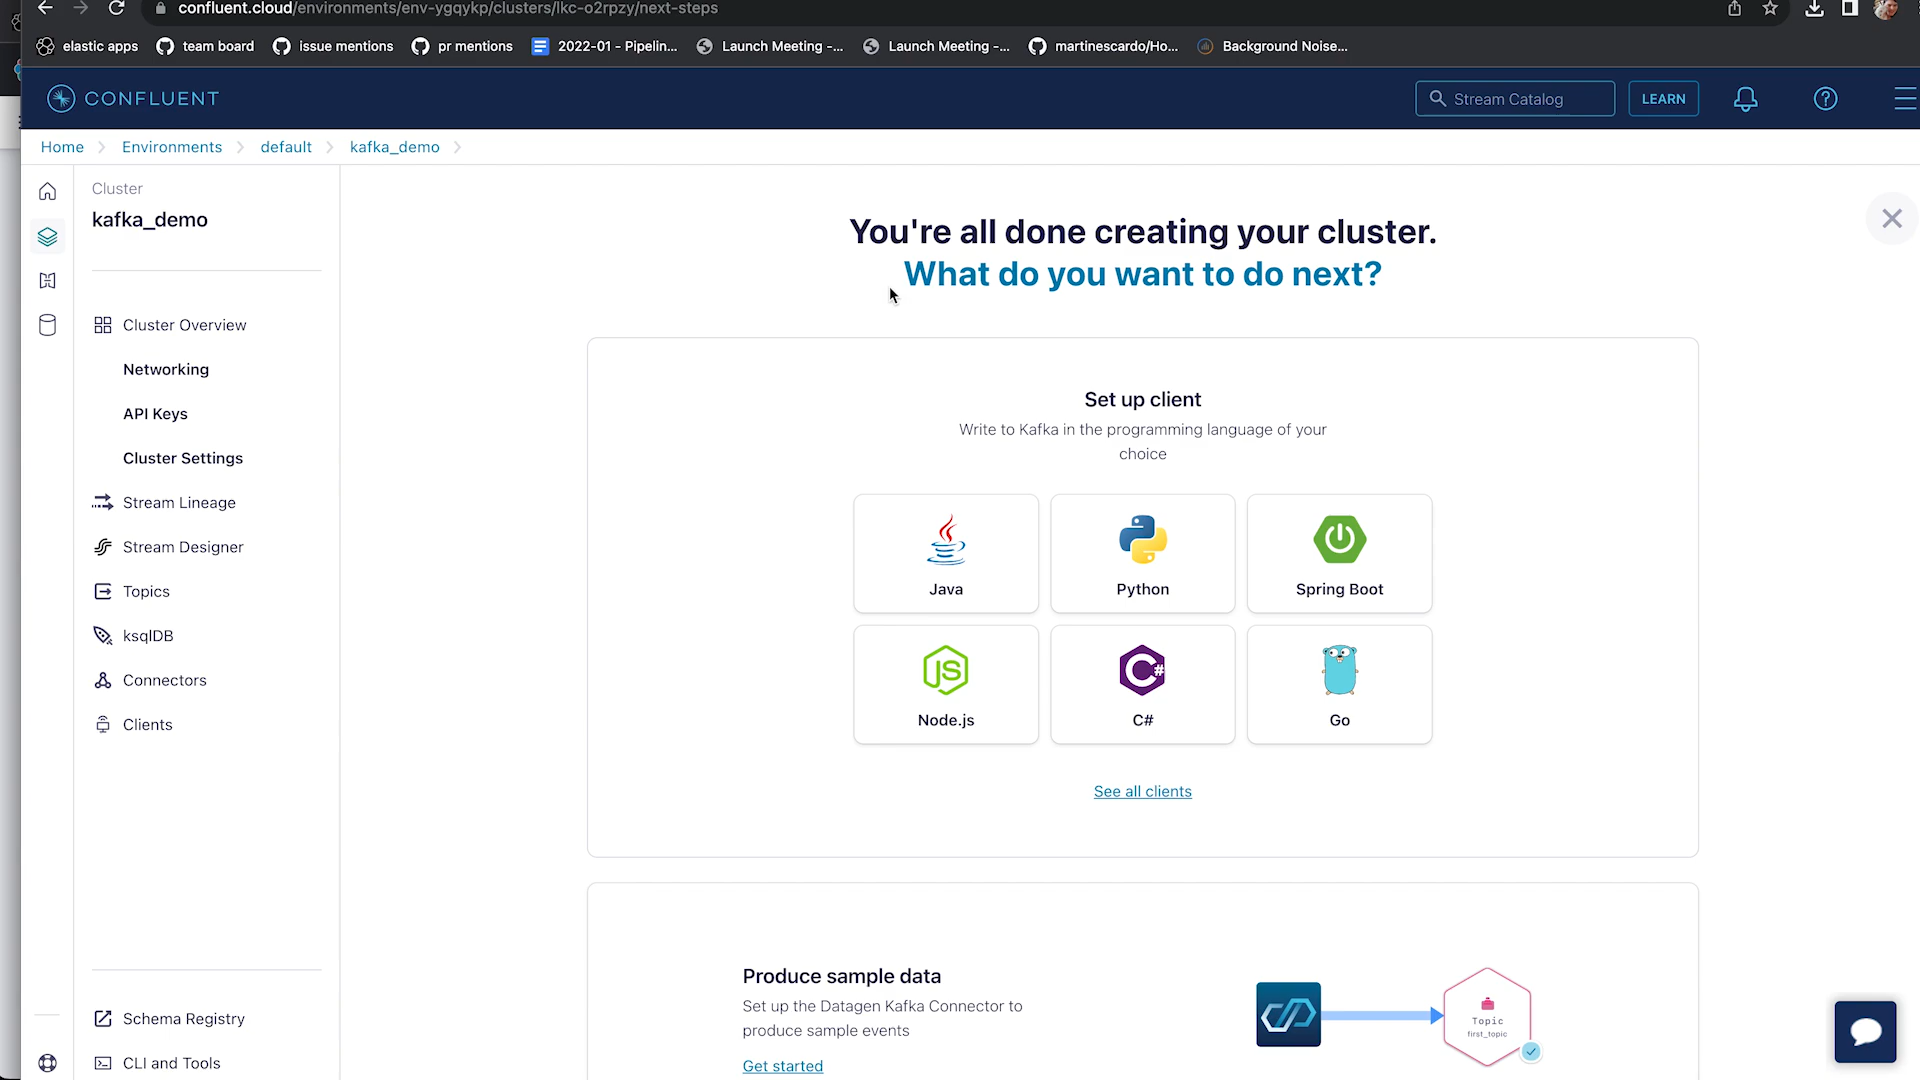 confluent.cloud/environments/env-ygqykp/clusters/lkc-o2rpzy/next-steps
elastic apps team board issue mentions pr mentions 2022-01 - Pipelin... Launch Meeting -... Launch Meeting -... martinescardo/Ho... Background Noise...
CONFLUENT Stream Catalog LEARN
Home Environments default kafka_demo
Cluster
kafka_demo
Cluster Overview
Networking
API Keys
Cluster Settings
Stream Lineage
Stream Designer
Topics
ksqlDB
Connectors
Clients
Schema Registry
CLI and Tools
You're all done creating your cluster.
What do you want to do next?
Set up client
Write to Kafka in the programming language of your
choice
Java Python Spring Boot
Node.js C# Go
See all clients
Produce sample data
Set up the Datagen Kafka Connector to
produce sample events
Get started
Topic
first_topic